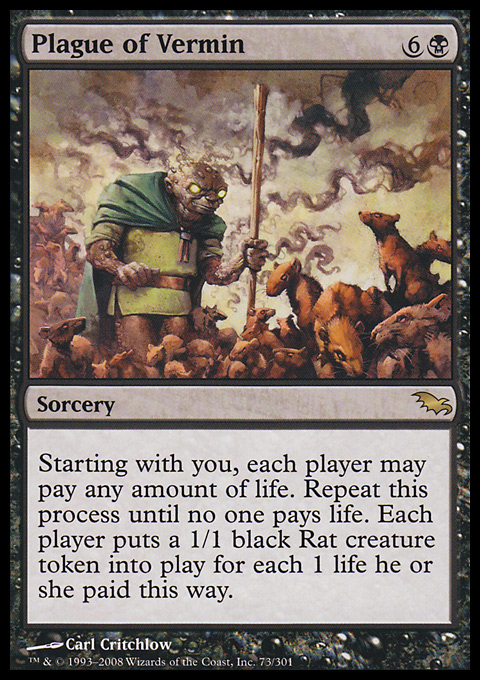 Plague of Vermin 6
Sorcery
Starting with you, each player may
pay any amount of life. Repeat this
process until no one pays life. Each
player puts a 1/1 black Rat creature
token into play for each 1 life he or
she paid this way.
Carl Critchlow
™ & © 1993–2008 Wizards of the Coast, Inc. 73/301